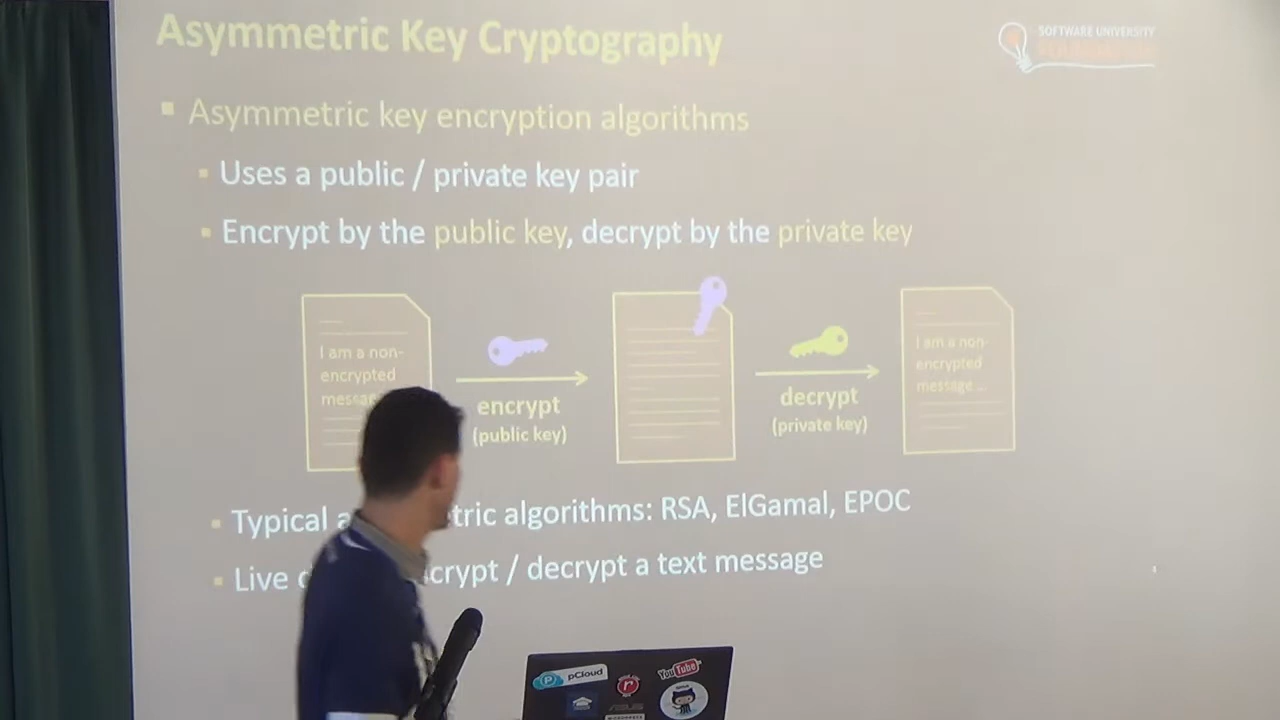 Asymmetric Key Cryptography
SOFTWARE UNIVERSITY
Asymmetric key encryption algorithms
Uses a public / private key pair
Encrypt by the public key, decrypt by the private key
I am a non-
encrypted
message
encrypt
(public key)
decrypt
(private key)
I am a non-
encrypted
message ...
Typical a tric algorithms: RSA, ElGamal, EPOC
Live crypt / decrypt a text message
pCloud
YouTube
ASUS